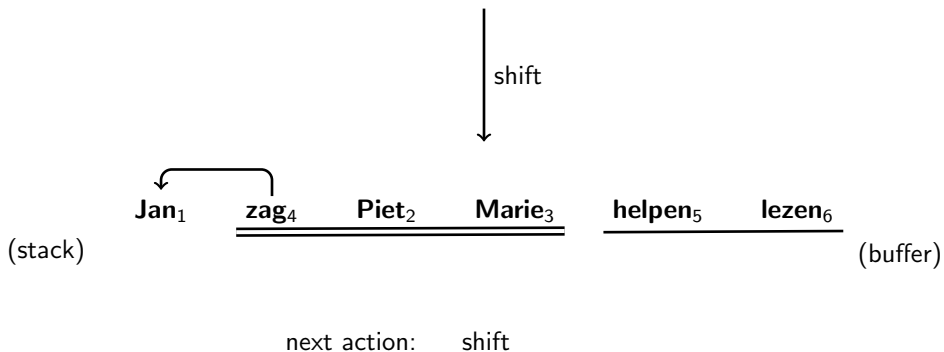 shift
Jan₁ zag₄ Piet₂ Marie₃ helpen₅ lezen₆
(stack) (buffer)
next action: shift